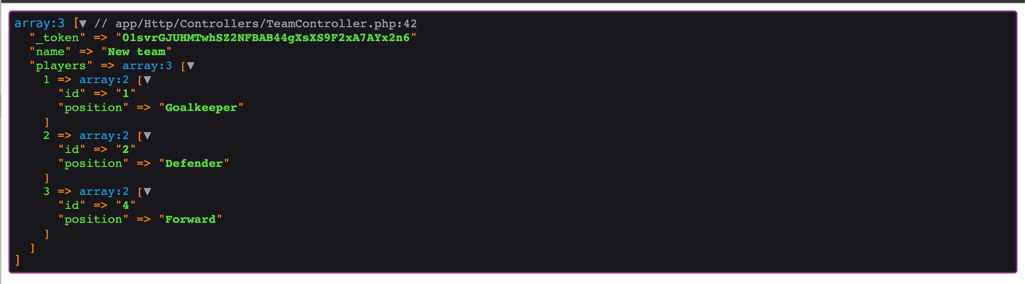 array:3 [▼ // app/Http/Controllers/TeamController.php:42
"_token" => "01svrGJUHMTwhSZ2NFBAB44gXsXS9F2xA7AYx2n6"
"name" => "New team"
"players" => array:3 [▼
1 => array:2 [▼
"id" => "1"
"position" => "Goalkeeper"
]
2 => array:2 [▼
"id" => "2"
"position" => "Defender"
]
3 => array:2 [▼
"id" => "4"
"position" => "Forward"
]
]
]